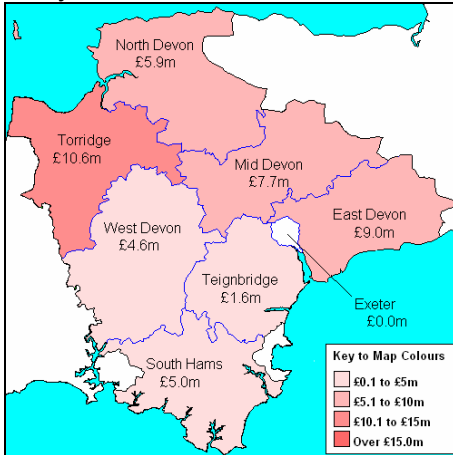 North Devon
£5.9m
Torridge
£10.6m
Mid Devon
£7.7m
East Devon
£9.0m
West Devon
£4.6m
Teignbridge
£1.6m
Exeter
£0.0m
South Hams
£5.0m
Key to Map Colours
£0.1 to £5m
£5.1 to £10m
£10.1 to £15m
Over £15.0m